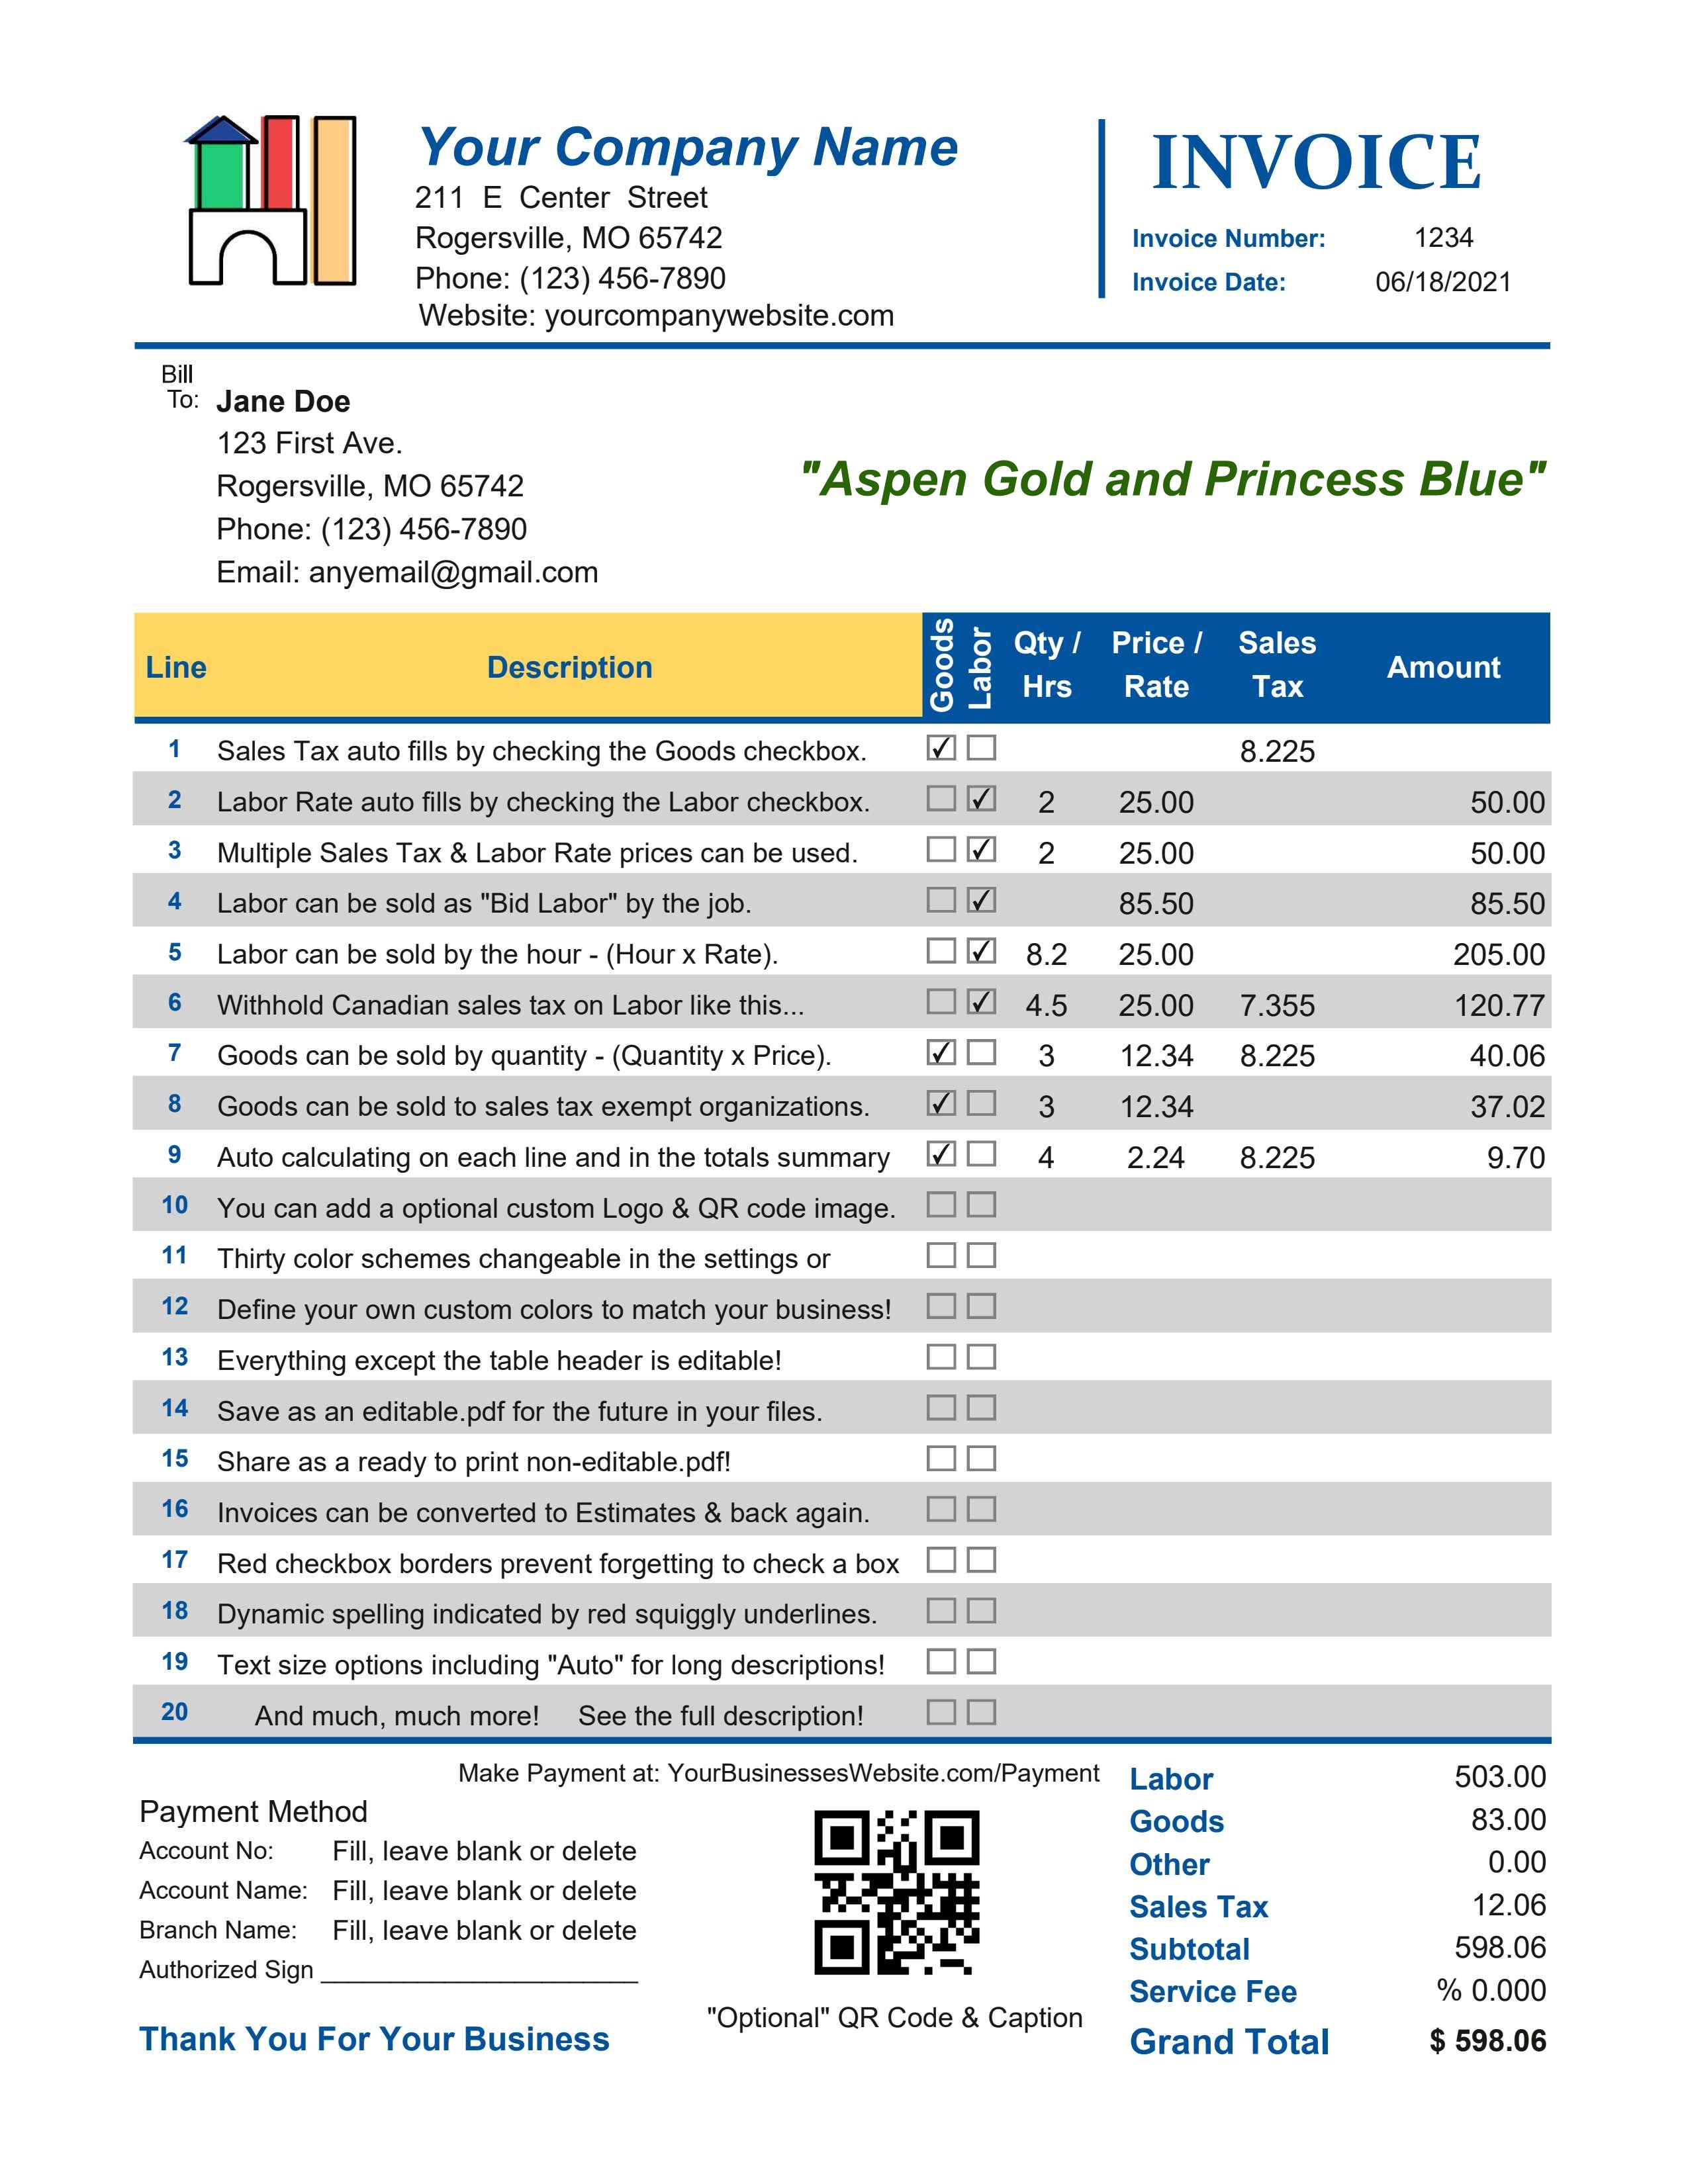 Your Company Name
211 E Center Street
Rogersville, MO 65742
Phone: (123) 456-7890
Website: yourcompanywebsite.com
INVOICE
Invoice Number: 1234
Invoice Date: 06/18/2021
Bill
To: Jane Doe
123 First Ave.
Rogersville, MO 65742
Phone: (123) 456-7890
Email: anyemail@gmail.com
"Aspen Gold and Princess Blue"
Line Description Goods Labor Qty / Hrs Price / Rate Sales Tax Amount
1 Sales Tax auto fills by checking the Goods checkbox. ✓ 8.225
2 Labor Rate auto fills by checking the Labor checkbox. ✓ 2 25.00 50.00
3 Multiple Sales Tax & Labor Rate prices can be used. ✓ 2 25.00 50.00
4 Labor can be sold as "Bid Labor" by the job. ✓ 85.50 85.50
5 Labor can be sold by the hour - (Hour x Rate). ✓ 8.2 25.00 205.00
6 Withhold Canadian sales tax on Labor like this... ✓ 4.5 25.00 7.355 120.77
7 Goods can be sold by quantity - (Quantity x Price). ✓ 3 12.34 8.225 40.06
8 Goods can be sold to sales tax exempt organizations. ✓ 3 12.34 37.02
9 Auto calculating on each line and in the totals summary ✓ 4 2.24 8.225 9.70
10 You can add a optional custom Logo & QR code image.
11 Thirty color schemes changeable in the settings or
12 Define your own custom colors to match your business!
13 Everything except the table header is editable!
14 Save as an editable.pdf for the future in your files.
15 Share as a ready to print non-editable.pdf!
16 Invoices can be converted to Estimates & back again.
17 Red checkbox borders prevent forgetting to check a box
18 Dynamic spelling indicated by red squiggly underlines.
19 Text size options including "Auto" for long descriptions!
20 And much, much more! See the full description!
Make Payment at: YourBusinessesWebsite.com/Payment
Payment Method
Account No: Fill, leave blank or delete
Account Name: Fill, leave blank or delete
Branch Name: Fill, leave blank or delete
Authorized Sign
Thank You For Your Business
"Optional" QR Code & Caption
Labor 503.00
Goods 83.00
Other 0.00
Sales Tax 12.06
Subtotal 598.06
Service Fee % 0.000
Grand Total $ 598.06